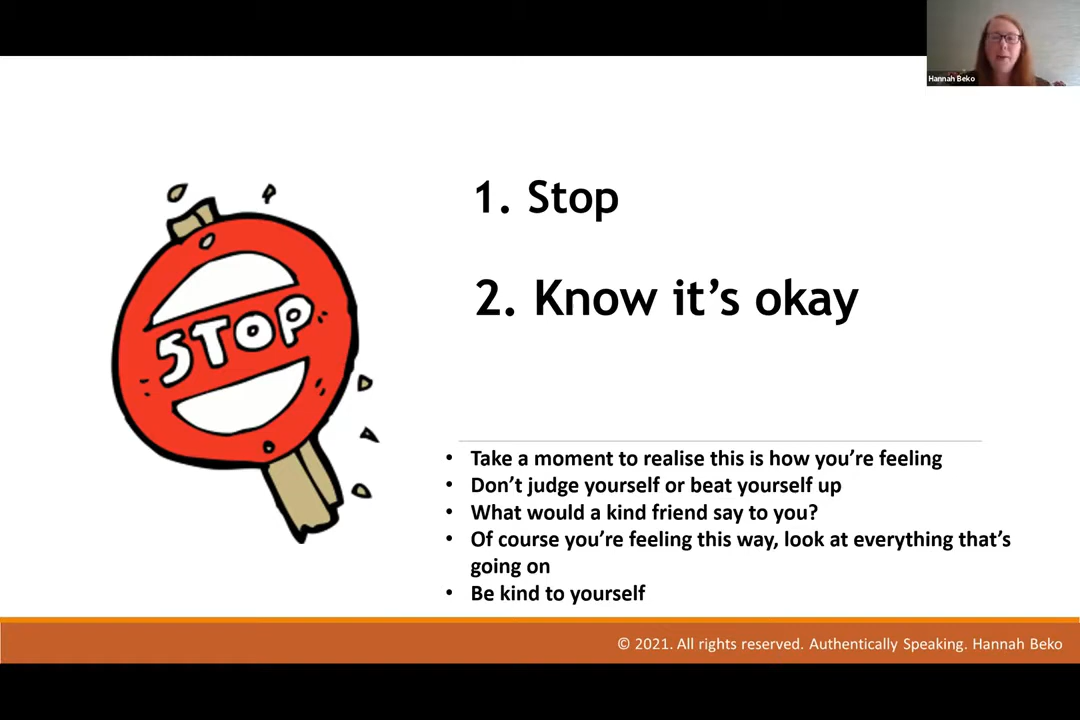 Hannah Beko
1. Stop
2. Know it's okay
STOP
• Take a moment to realise this is how you're feeling
• Don't judge yourself or beat yourself up
• What would a kind friend say to you?
• Of course you're feeling this way, look at everything that's
going on
• Be kind to yourself
© 2021. All rights reserved. Authentically Speaking. Hannah Beko